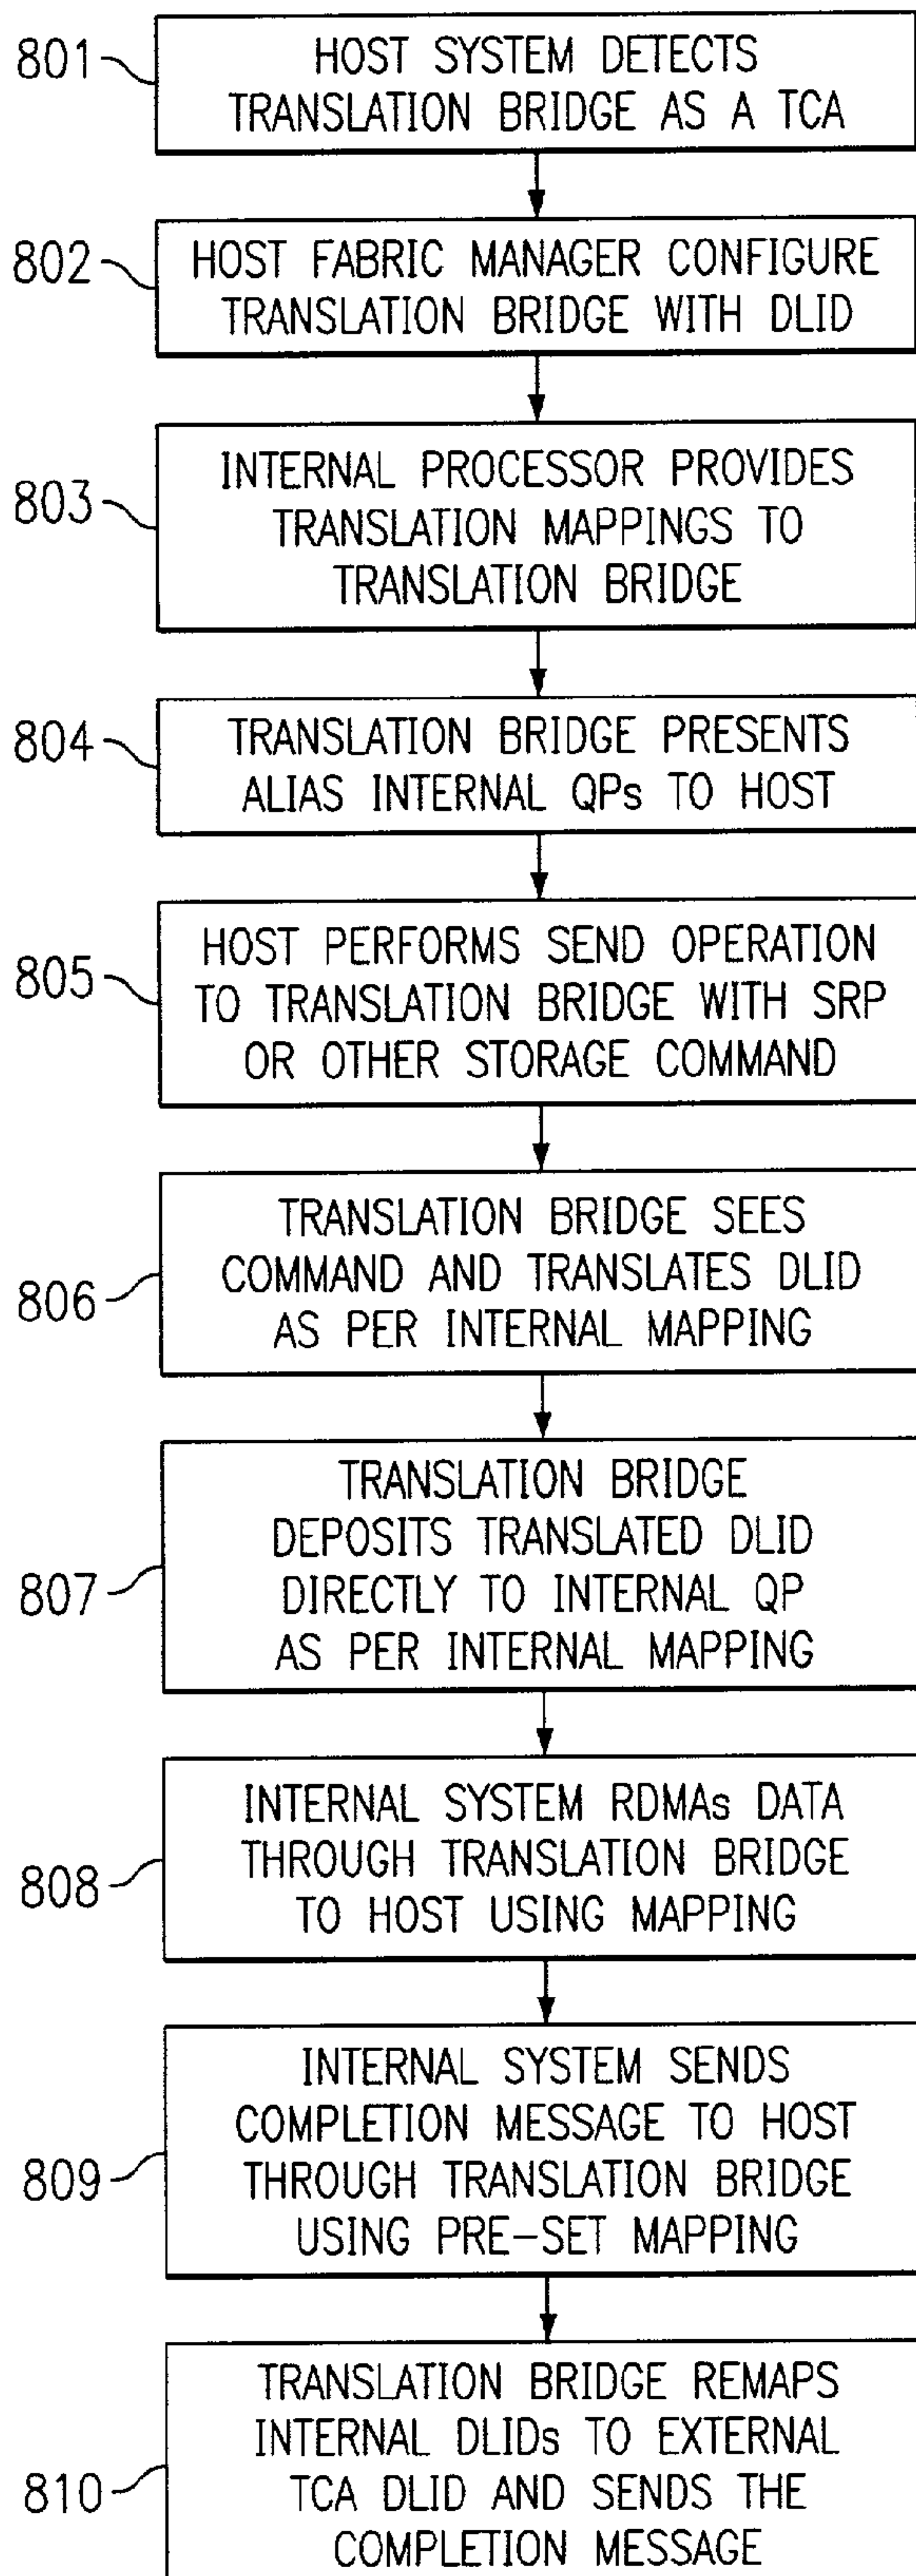 801
HOST SYSTEM DETECTS
TRANSLATION BRIDGE AS A TCA
802
HOST FABRIC MANAGER CONFIGURE
TRANSLATION BRIDGE WITH DLID
803
INTERNAL PROCESSOR PROVIDES
TRANSLATION MAPPINGS TO
TRANSLATION BRIDGE
804
TRANSLATION BRIDGE PRESENTS
ALIAS INTERNAL QPs TO HOST
805
HOST PERFORMS SEND OPERATION
TO TRANSLATION BRIDGE WITH SRP
OR OTHER STORAGE COMMAND
806
TRANSLATION BRIDGE SEES
COMMAND AND TRANSLATES DLID
AS PER INTERNAL MAPPING
807
TRANSLATION BRIDGE
DEPOSITS TRANSLATED DLID
DIRECTLY TO INTERNAL QP
AS PER INTERNAL MAPPING
808
INTERNAL SYSTEM RDMAs DATA
THROUGH TRANSLATION BRIDGE
TO HOST USING MAPPING
809
INTERNAL SYSTEM SENDS
COMPLETION MESSAGE TO HOST
THROUGH TRANSLATION BRIDGE
USING PRE-SET MAPPING
810
TRANSLATION BRIDGE REMAPS
INTERNAL DLIDs TO EXTERNAL
TCA DLID AND SENDS THE
COMPLETION MESSAGE